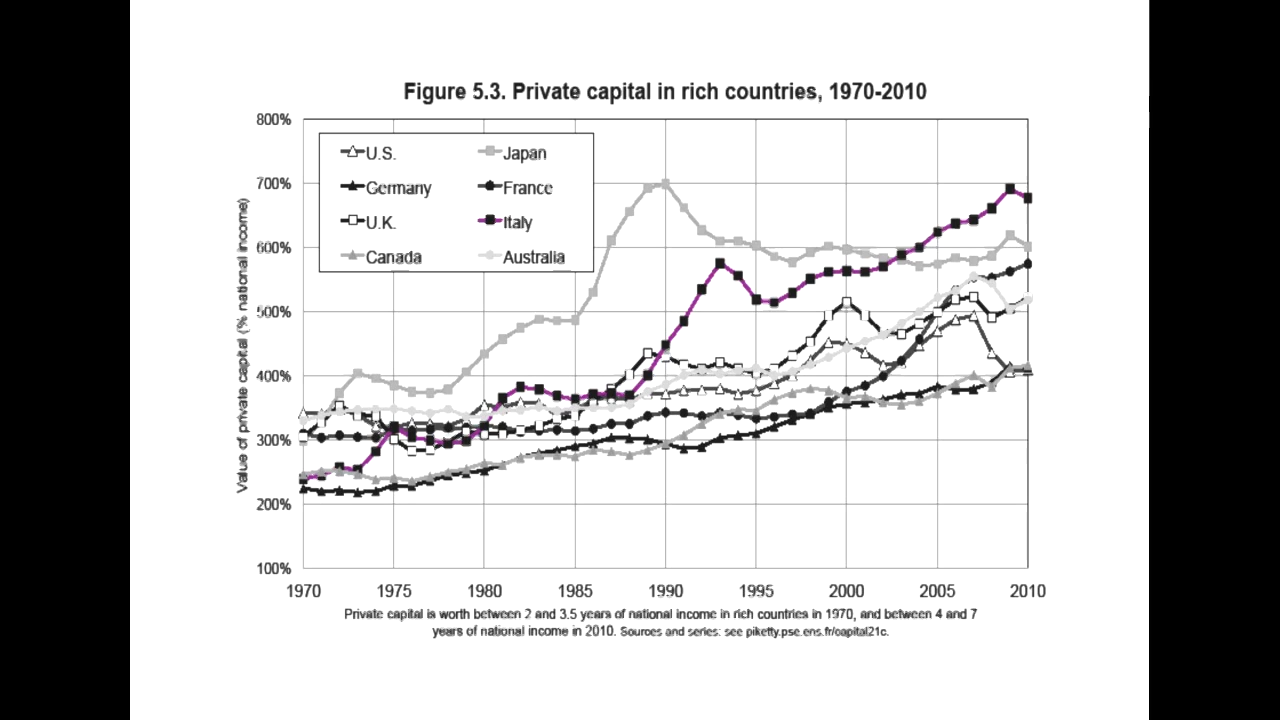 Figure 5.3. Private capital in rich countries, 1970-2010
Value of private capital (% national income)
800%
700%
600%
500%
400%
300%
200%
100%
U.S.
Japan
Germany
France
U.K.
Italy
Canada
Australia
1970 1975 1980 1985 1990 1995 2000 2005 2010
Private capital is worth between 2 and 3.5 years of national income in rich countries in 1970, and between 4 and 7
years of national income in 2010. Sources and series: see piketty.pse.ens.fr/capital21c.